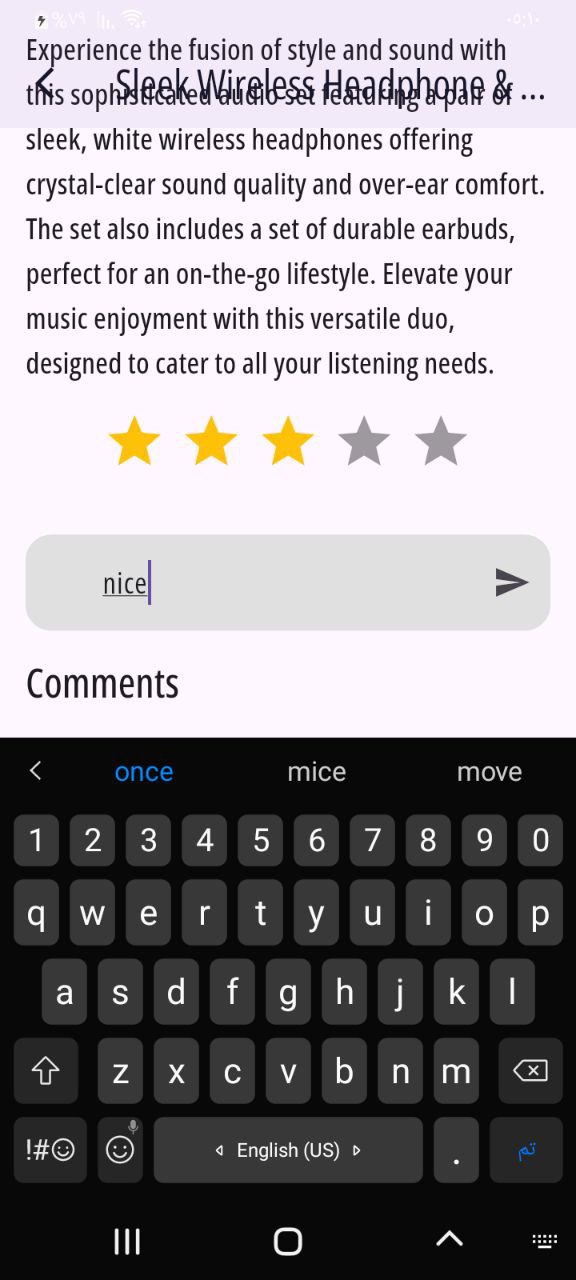 %٧٩
٠٥:١٠
Sleek Wireless Headphone & ...
Experience the fusion of style and sound with
this sophisticated audio set featuring a pair of
sleek, white wireless headphones offering
crystal-clear sound quality and over-ear comfort.
The set also includes a set of durable earbuds,
perfect for an on-the-go lifestyle. Elevate your
music enjoyment with this versatile duo,
designed to cater to all your listening needs.
nice
Comments
once mice move
1 2 3 4 5 6 7 8 9 0
q w e r t y u i o p
a s d f g h j k l
z x c v b n m
!#☺ English (US) . تم